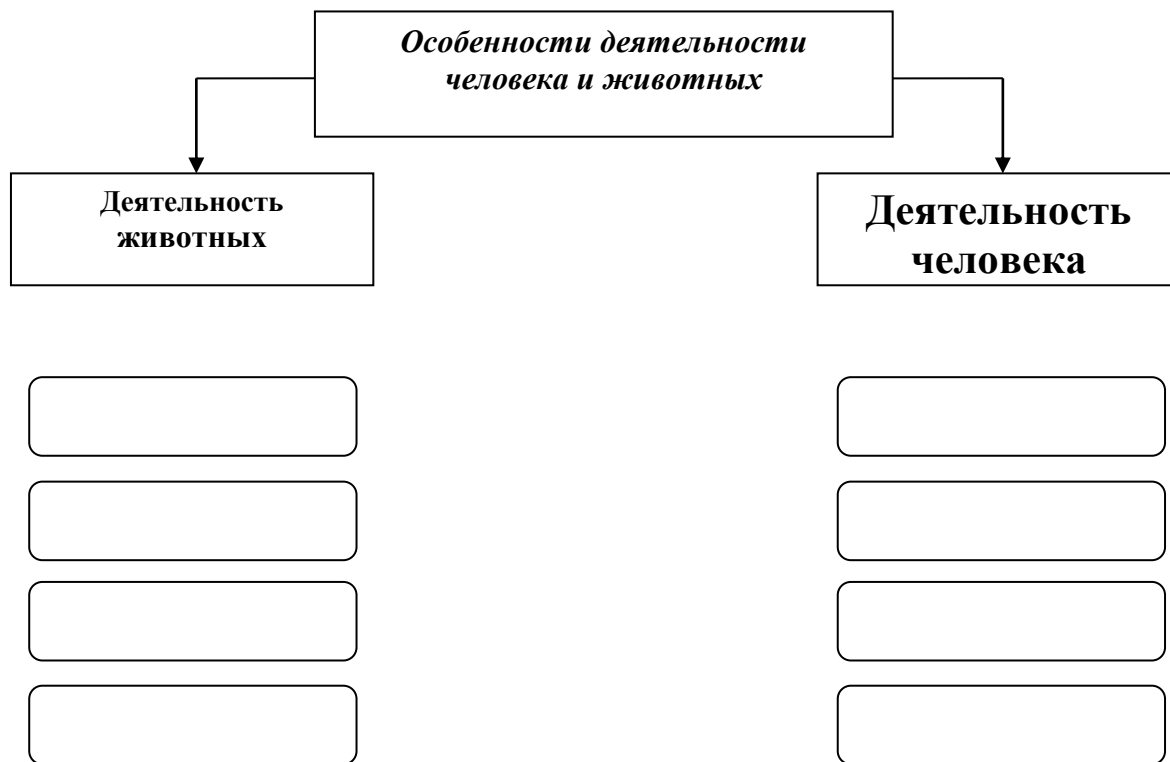 Особенности деятельности
человека и животных
Деятельность
животных
Деятельность
человека